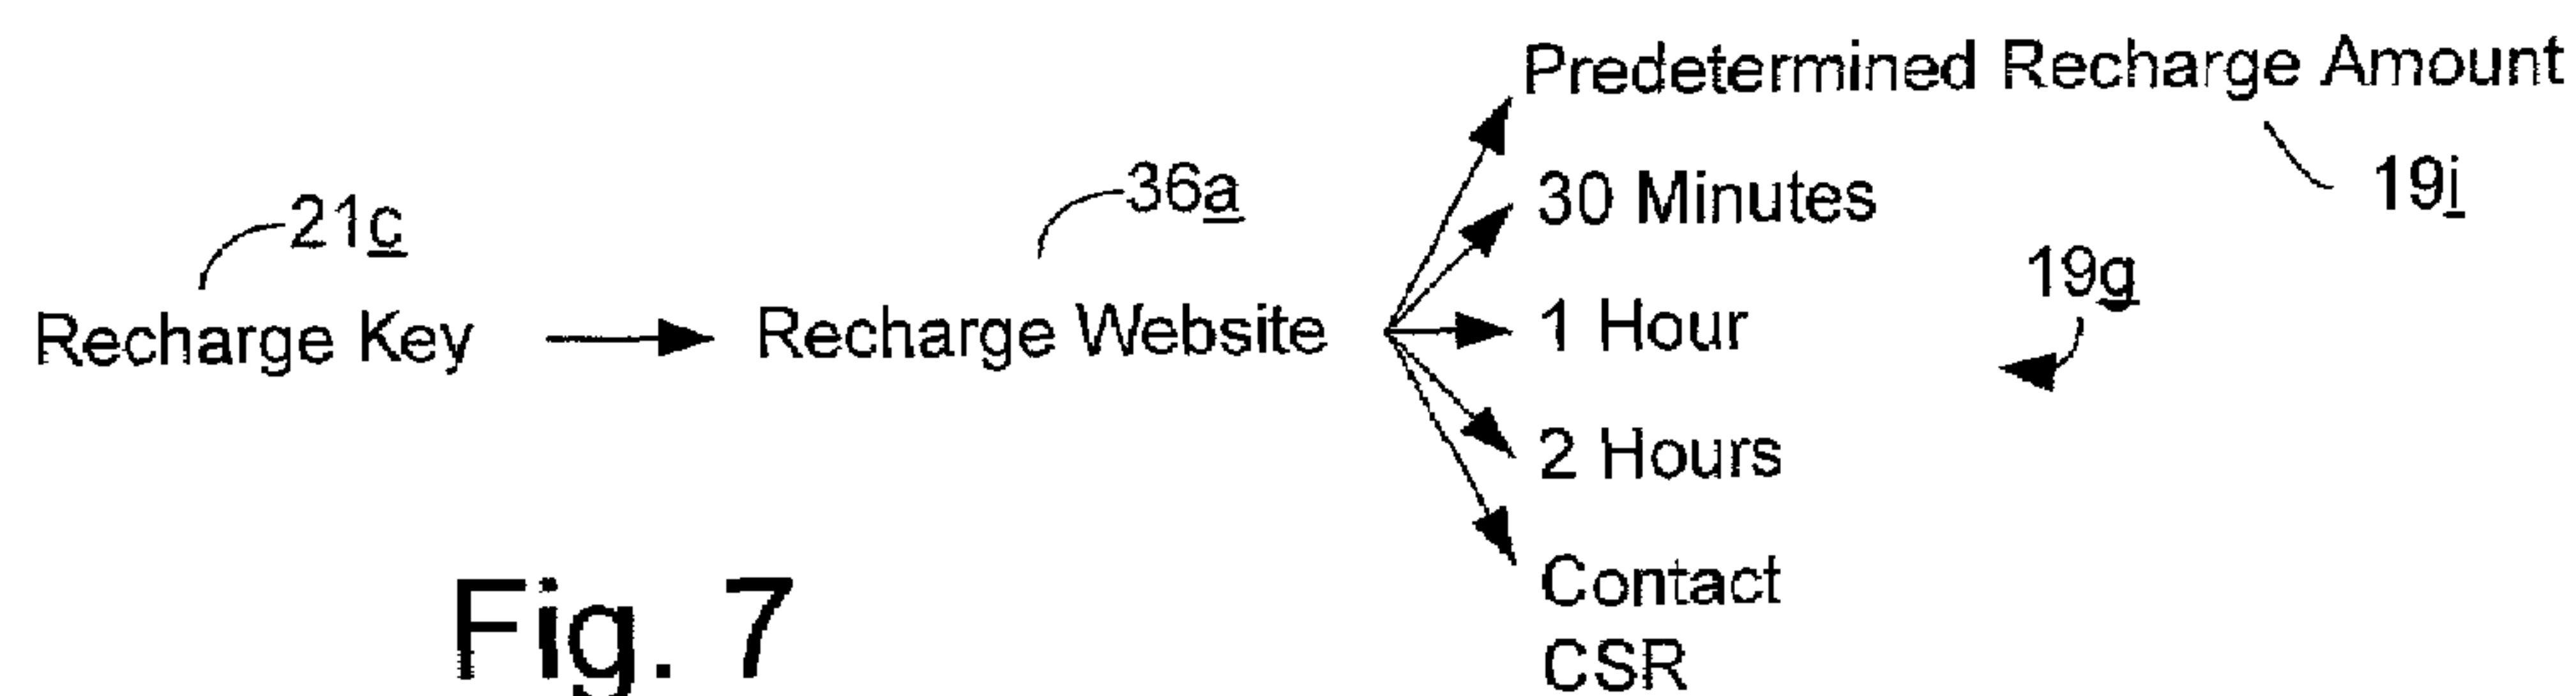 Predetermined Recharge Amount
19i
36a
30 Minutes
21c
19g
Recharge Key
Recharge Website
1 Hour
2 Hours
Contact
CSR
Fig. 7